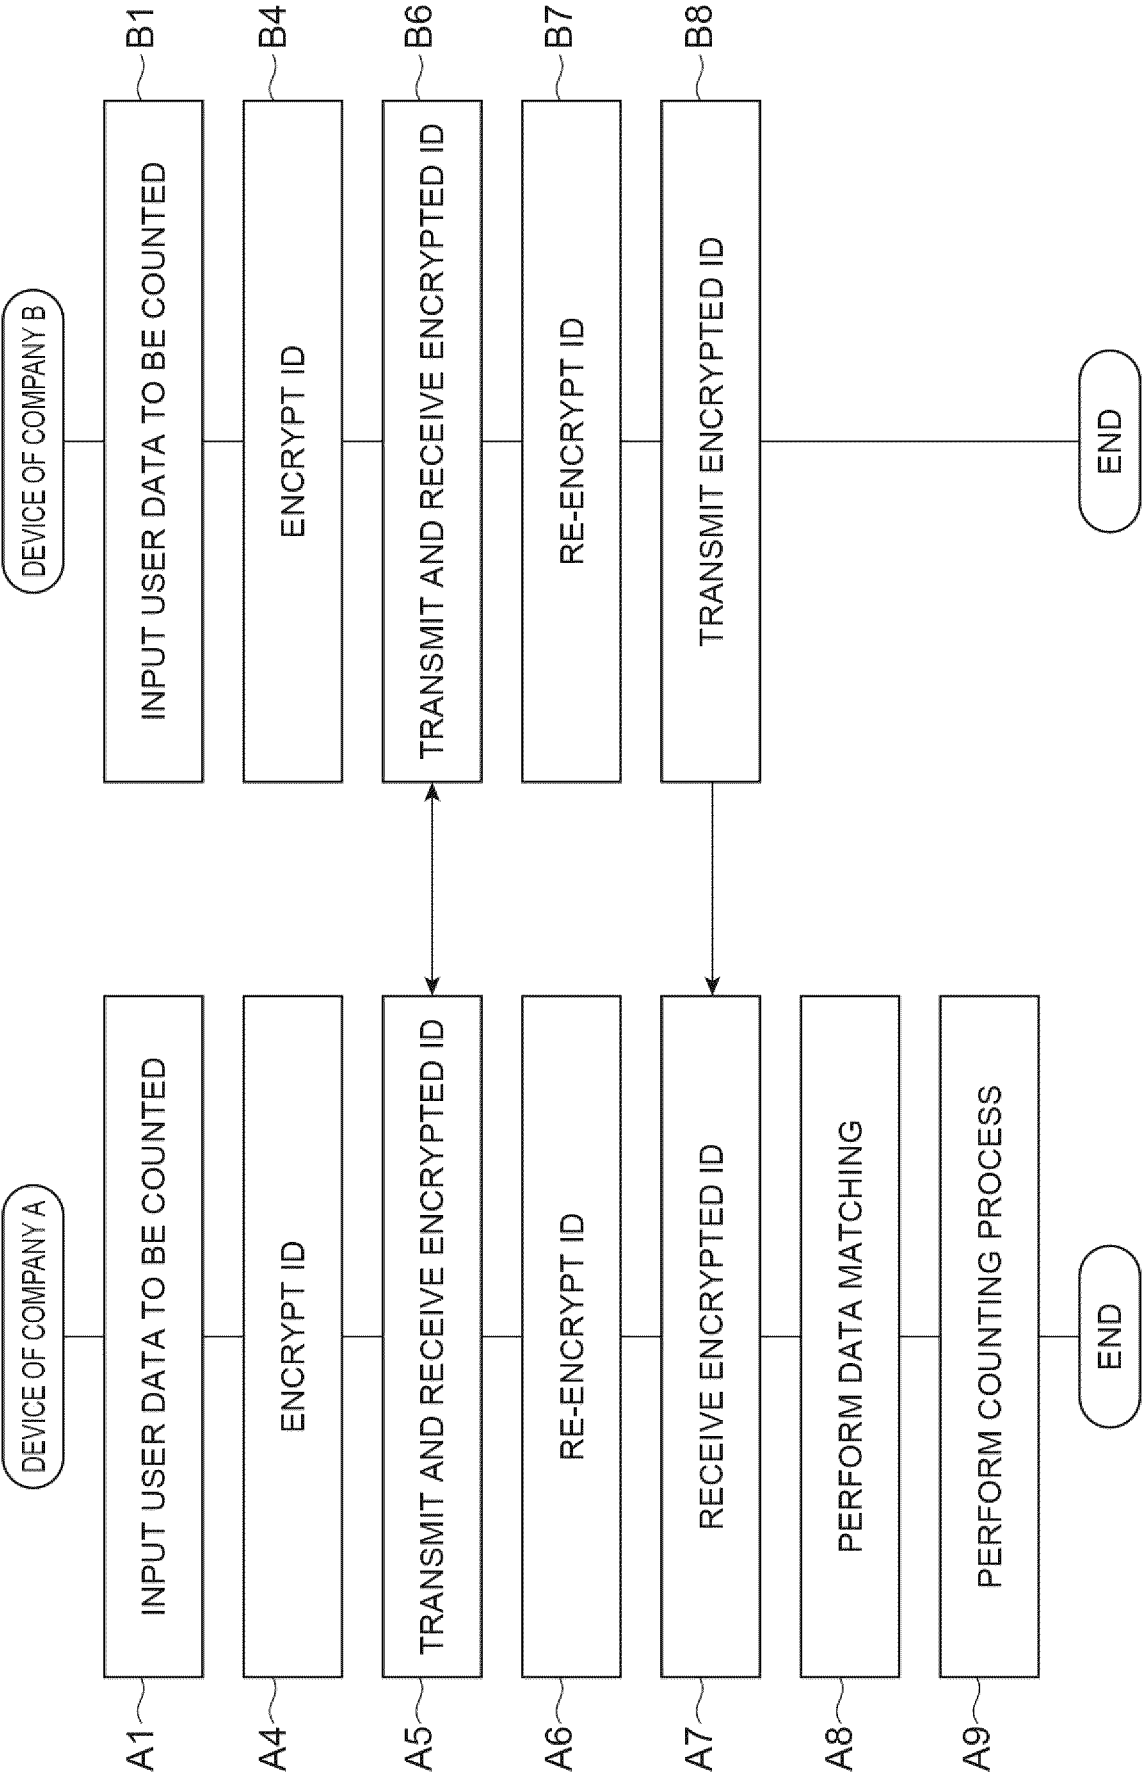 DEVICE OF COMPANY A
DEVICE OF COMPANY B
A1
INPUT USER DATA TO BE COUNTED
INPUT USER DATA TO BE COUNTED
B1
A4
ENCRYPT ID
ENCRYPT ID
B4
A5
TRANSMIT AND RECEIVE ENCRYPTED ID
TRANSMIT AND RECEIVE ENCRYPTED ID
B6
A6
RE-ENCRYPT ID
RE-ENCRYPT ID
B7
A7
RECEIVE ENCRYPTED ID
TRANSMIT ENCRYPTED ID
B8
A8
PERFORM DATA MATCHING
A9
PERFORM COUNTING PROCESS
END
END